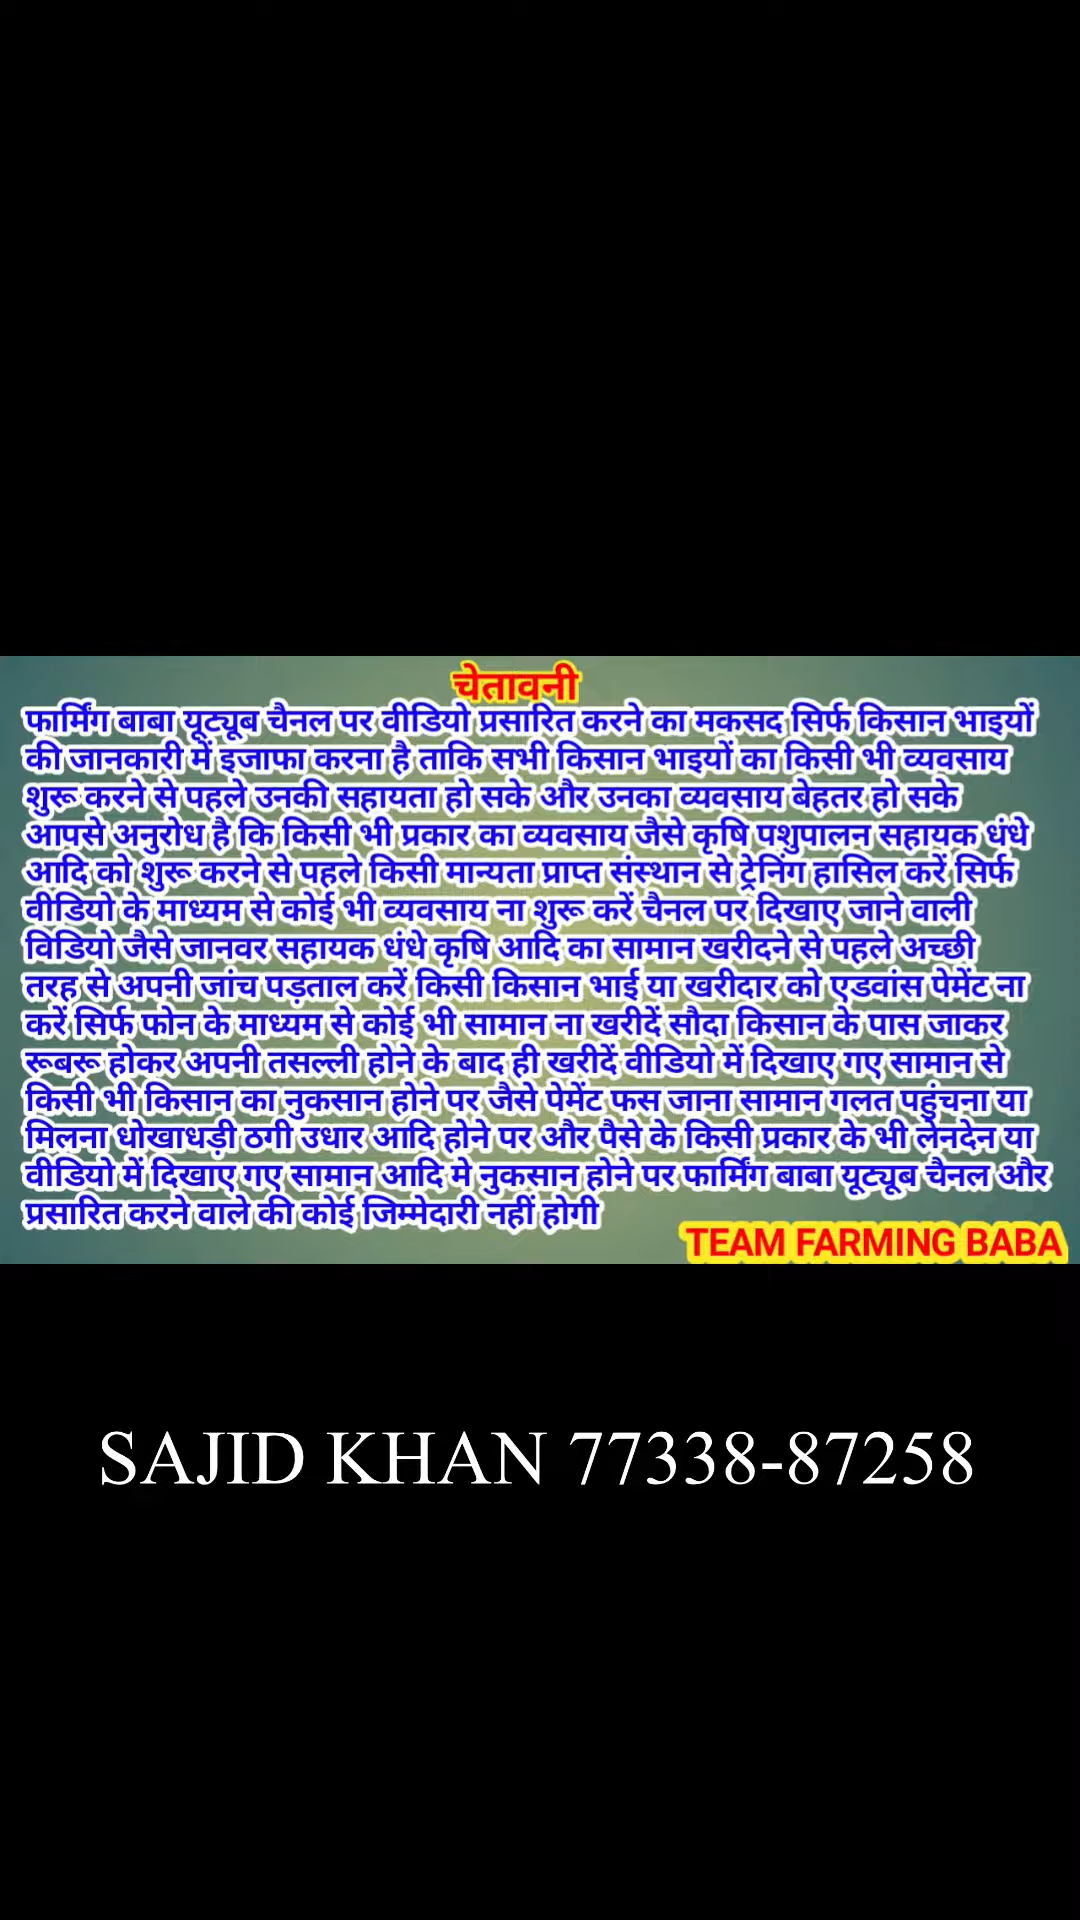 चेतावनी
फार्मिंग बाबा यूट्यूब चैनल पर वीडियो प्रसारित करने का मकसद सिर्फ किसान भाइयों
की जानकारी में इजाफा करना है ताकि सभी किसान भाइयों का किसी भी व्यवसाय
शुरू करने से पहले उनकी सहायता हो सके और उनका व्यवसाय बेहतर हो सके
आपसे अनुरोध है कि किसी भी प्रकार का व्यवसाय जैसे कृषि पशुपालन सहायक धंधे
आदि को शुरू करने से पहले किसी मान्यता प्राप्त संस्थान से ट्रेनिंग हासिल करें सिर्फ
वीडियो के माध्यम से कोई भी व्यवसाय ना शुरू करें चैनल पर दिखाए जाने वाली
विडियो जैसे जानवर सहायक धंधे कृषि आदि का सामान खरीदने से पहले अच्छी
तरह से अपनी जांच पड़ताल करें किसी किसान भाई या खरीदार को एडवांस पेमेंट ना
करें सिर्फ फोन के माध्यम से कोई भी सामान ना खरीदें सौदा किसान के पास जाकर
रूबरू होकर अपनी तसल्ली होने के बाद ही खरीदें वीडियो में दिखाए गए सामान से
किसी भी किसान का नुकसान होने पर जैसे पेमेंट फस जाना सामान गलत पहुंचना या
मिलना धोखाधड़ी ठगी उधार आदि होने पर और पैसे के किसी प्रकार के भी लेनदेन या
वीडियो में दिखाए गए सामान आदि मे नुकसान होने पर फार्मिंग बाबा यूट्यूब चैनल और
प्रसारित करने वाले की कोई जिम्मेदारी नहीं होगी
TEAM FARMING BABA
SAJID KHAN 77338-87258